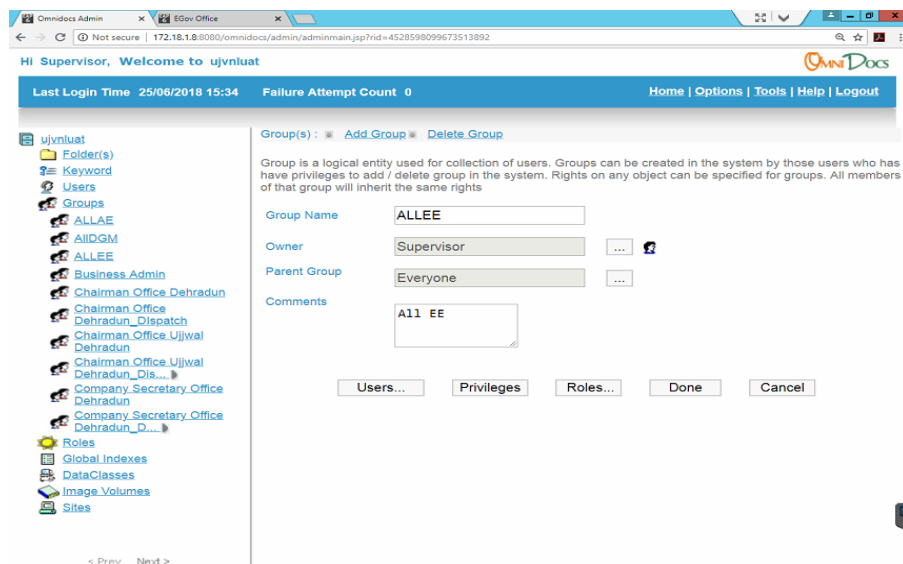 Omnidocs Admin
EGov Office
Not secure | 172.18.1.8:8080/omnidocs/admin/adminmain.jsp?rid=4528598099673513892
Hi Supervisor, Welcome to ujvnluat
OmniDocs
Last Login Time 25/06/2018 15:34 Failure Attempt Count 0
Home | Options | Tools | Help | Logout
ujvnluat
Folder(s)
Keyword
Users
Groups
ALLAE
AllDGM
ALLEE
Business Admin
Chairman Office Dehradun
Chairman Office
Dehradun_DIspatch
Chairman Office Ujjwal
Dehradun
Chairman Office Ujjwal
Dehradun_Dis...
Company Secretary Office
Dehradun
Company Secretary Office
Dehradun_D...
Roles
Global Indexes
DataClasses
Image Volumes
Sites
< Prev Next >
Group(s) : Add Group Delete Group
Group is a logical entity used for collection of users. Groups can be created in the system by those users who has
have privileges to add / delete group in the system. Rights on any object can be specified for groups. All members
of that group will inherit the same rights
Group Name ALLEE
Owner Supervisor ...
Parent Group Everyone ...
Comments All EE
Users... Privileges Roles... Done Cancel